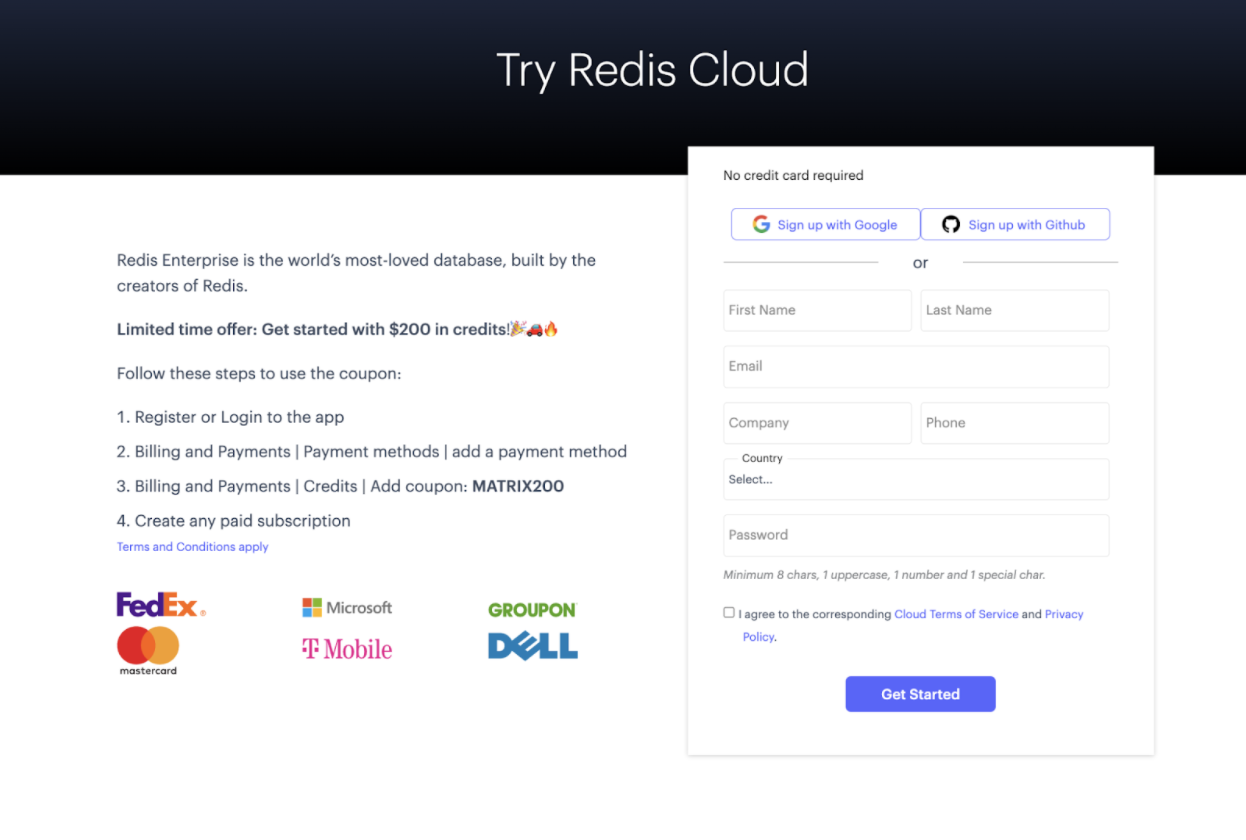 Try Redis Cloud
Redis Enterprise is the world’s most-loved database, built by the
creators of Redis.
Limited time offer: Get started with $200 in credits!🎉🚗🔥
Follow these steps to use the coupon:
1. Register or Login to the app
2. Billing and Payments | Payment methods | add a payment method
3. Billing and Payments | Credits | Add coupon: MATRIX200
4. Create any paid subscription
Terms and Conditions apply
FedEx®
Microsoft
GROUPON
mastercard
T Mobile
DELL
No credit card required
Sign up with Google
Sign up with Github
or
First Name
Last Name
Email
Company
Phone
Country
Select...
Password
Minimum 8 chars, 1 uppercase, 1 number and 1 special char.
I agree to the corresponding Cloud Terms of Service and Privacy
Policy.
Get Started